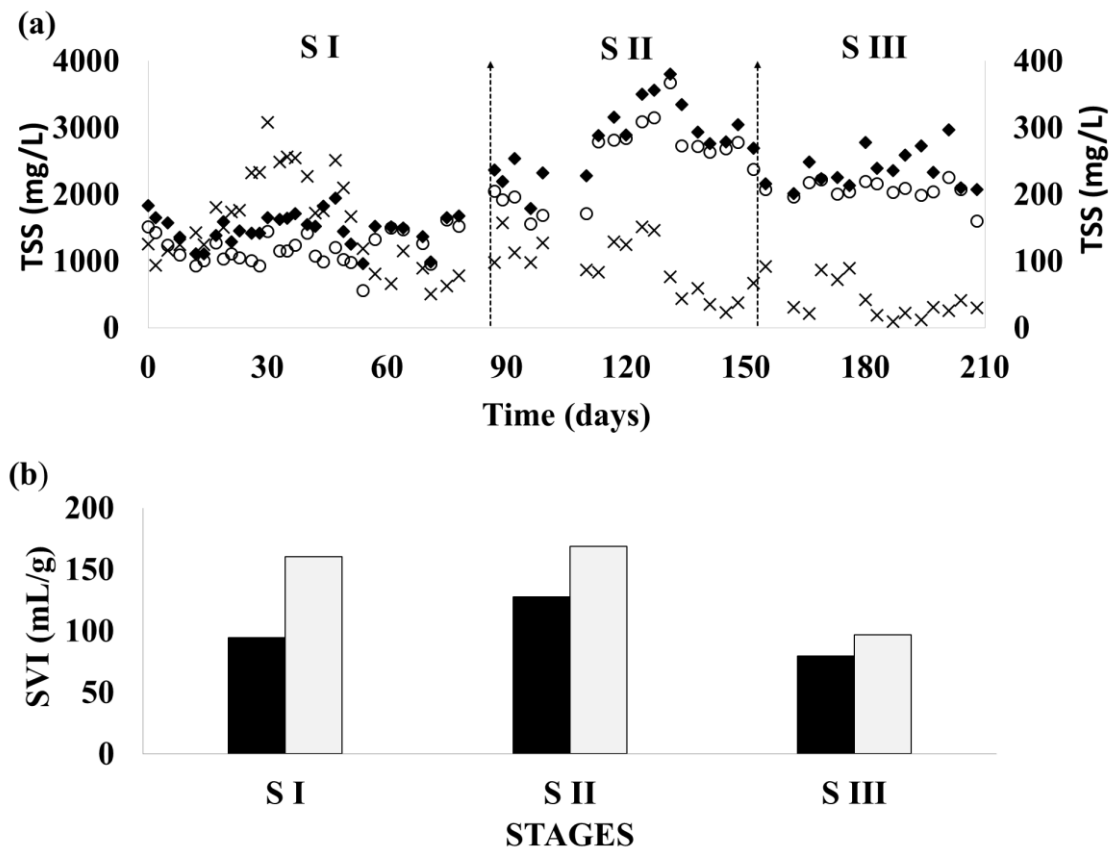 (a)
S I S II S III
4000 400
3000 300
2000 200
1000 100
0 0
TSS (mg/L)
TSS (mg/L)
0 30 60 90 120 150 180 210
Time (days)
(b)
200
150
100
50
0
SVI (mL/g)
S I S II S III
STAGES